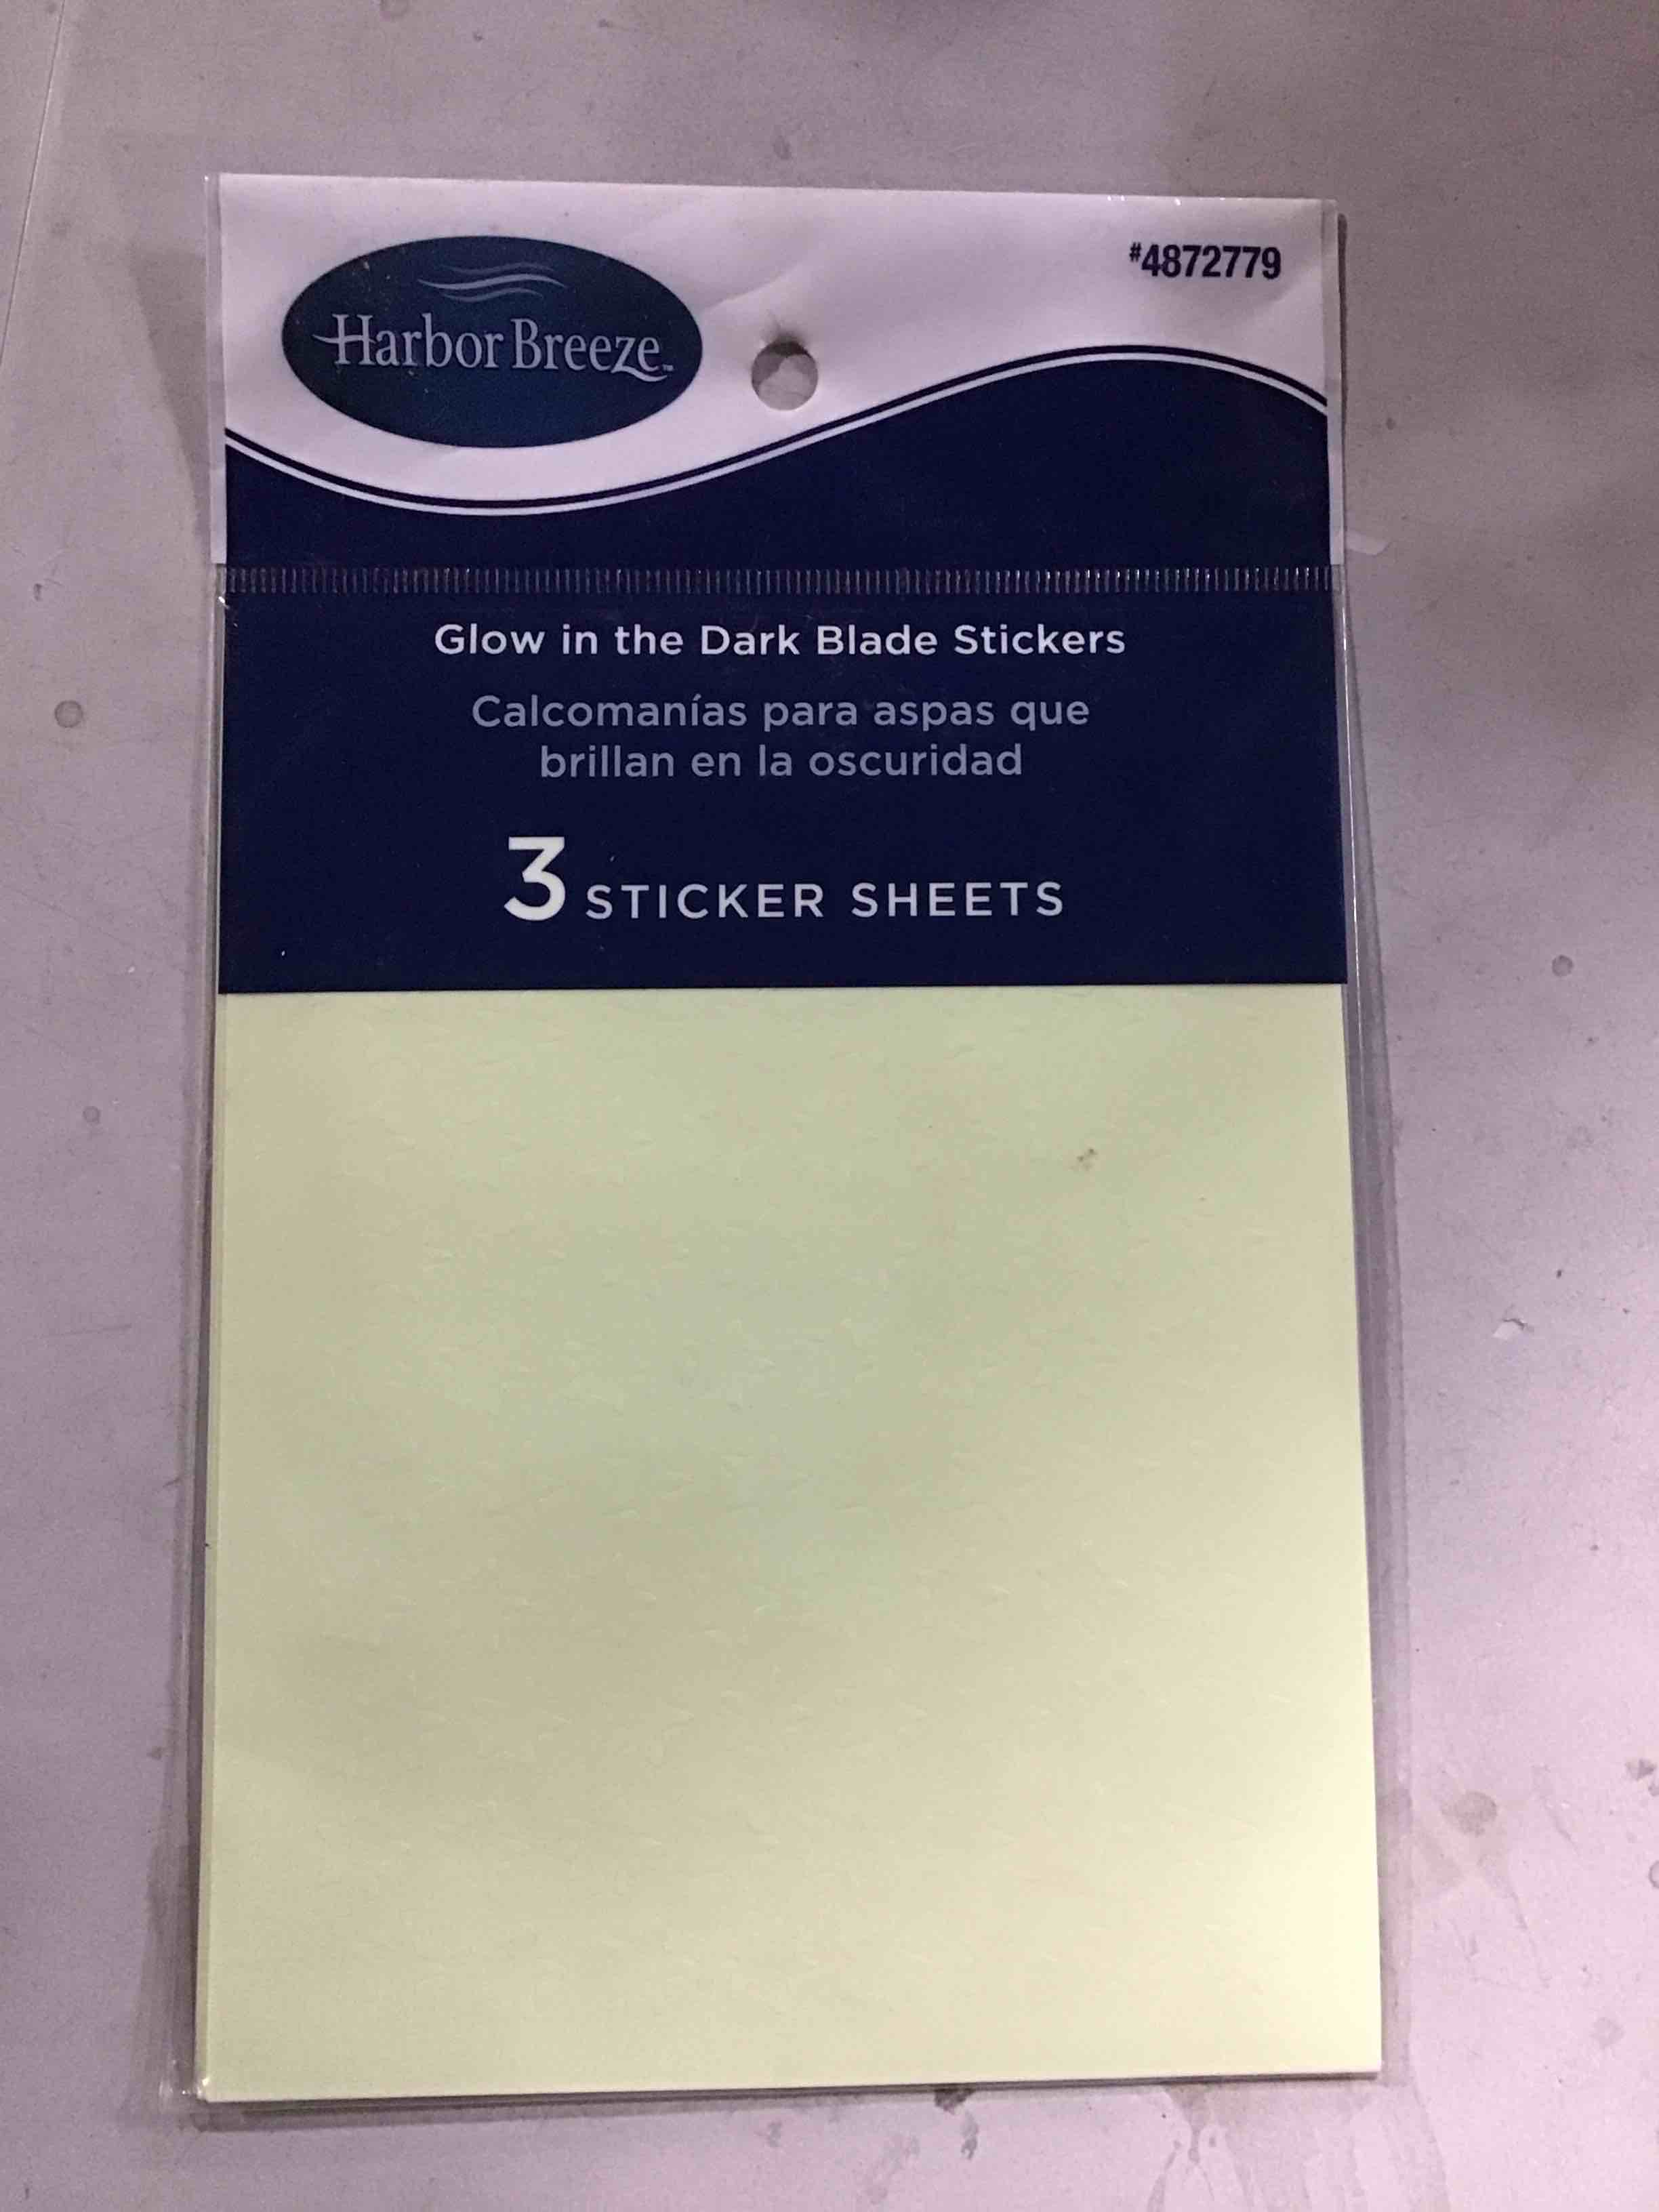 #4872779
Harbor Breeze™
Glow in the Dark Blade Stickers
Calcomanías para aspas que
brillan en la oscuridad
3 STICKER SHEETS